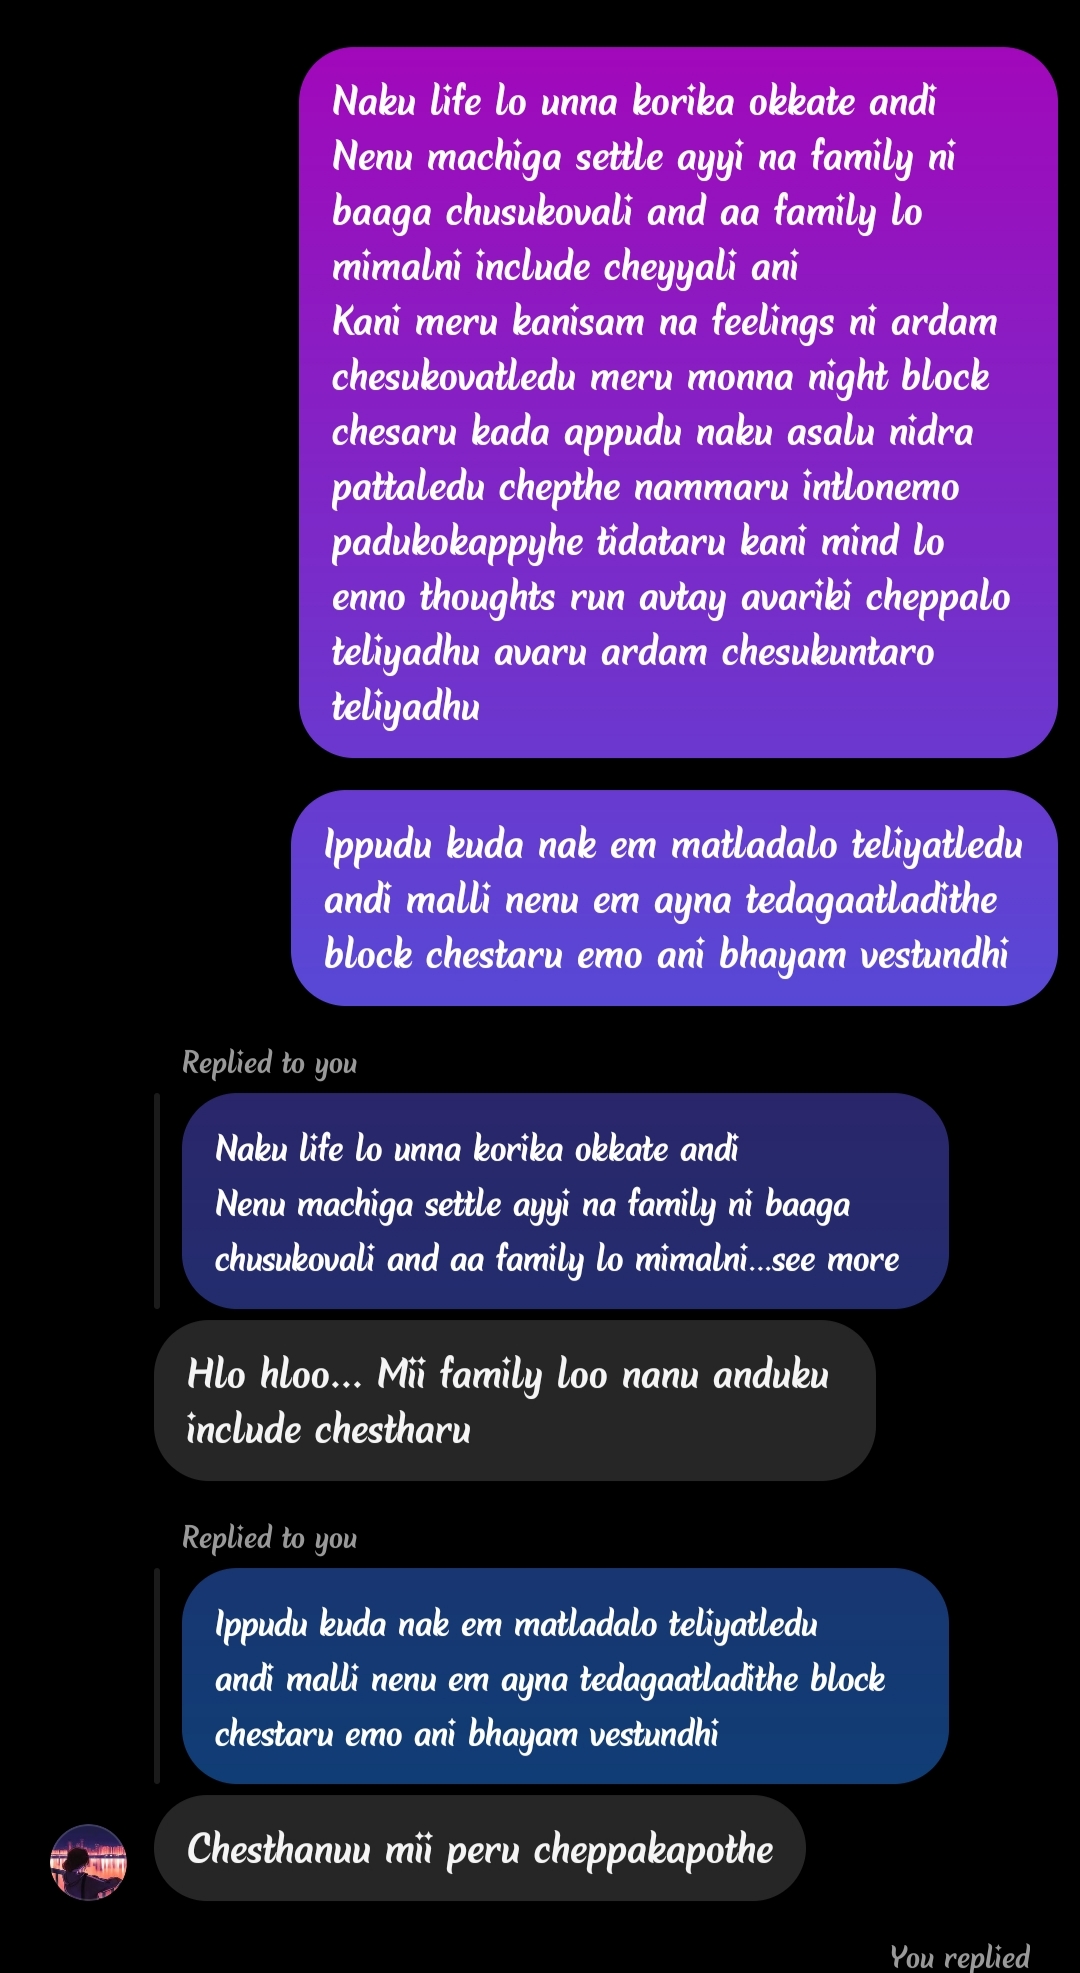 Naku life lo unna korika okkate andi
Nenu machiga settle ayyi na family ni
baaga chusukovali and aa family lo
mimalni include cheyyali ani
Kani meru kanisam na feelings ni ardam
chesukovatledu meru monna night block
chesaru kada appudu naku asalu nidra
pattaledu chepthe nammaru intlonemo
padukokappyhe tidataru kani mind lo
enno thoughts run avtay avariki cheppalo
teliyadhu avaru ardam chesukuntaro
teliyadhu
Ippudu kuda nak em matladalo teliyatledu
andi malli nenu em ayna tedagaatladithe
block chestaru emo ani bhayam vestundhi
Replied to you
Naku life lo unna korika okkate andi
Nenu machiga settle ayyi na family ni baaga
chusukovali and aa family lo mimalni...see more
Hlo hloo... Mii family loo nanu anduku
include chestharu
Replied to you
Ippudu kuda nak em matladalo teliyatledu
andi malli nenu em ayna tedagaatladithe block
chestaru emo ani bhayam vestundhi
Chesthanuu mii peru cheppakapothe
You replied